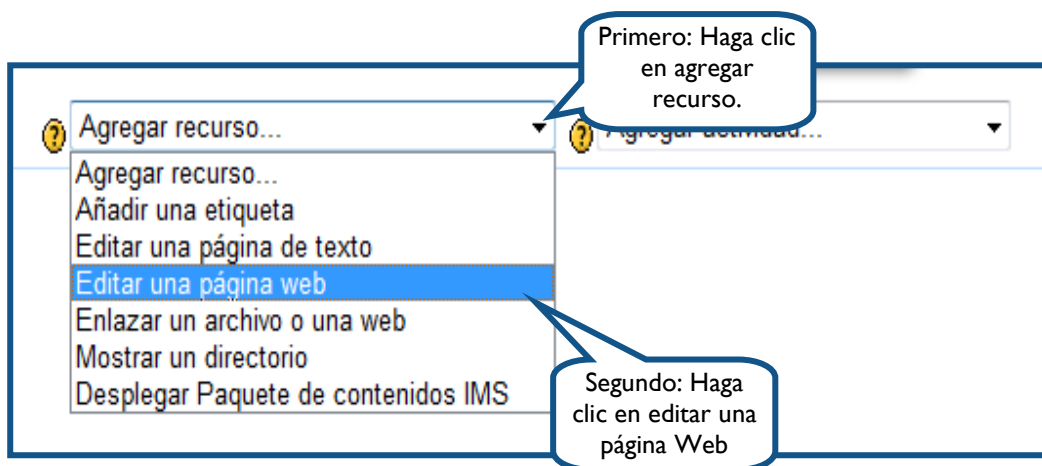 Primero: Haga clic
en agregar
recurso.
Agregar recurso...
Agregar actividad...
Agregar recurso...
Añadir una etiqueta
Editar una página de texto
Editar una página web
Enlazar un archivo o una web
Mostrar un directorio
Desplegar Paquete de contenidos IMS
Segundo: Haga
clic en editar una
página Web